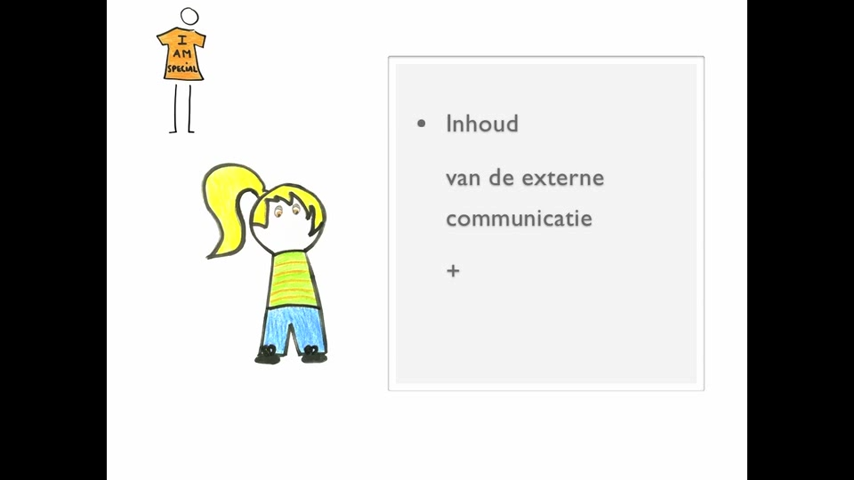 I
AM
SPECIAL
• Inhoud
van de externe
communicatie
+